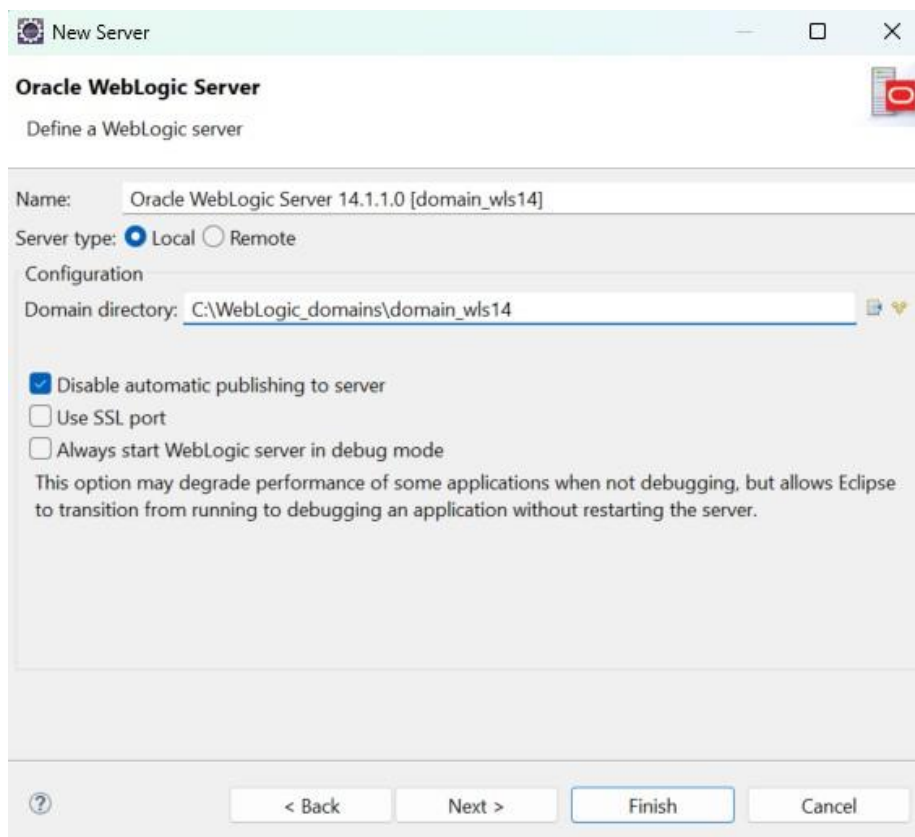 New Server
Oracle WebLogic Server
Define a WebLogic server
Name: Oracle WebLogic Server 14.1.1.0 [domain_wls14]
Server type: Local Remote
Configuration
Domain directory: C:\WebLogic_domains\domain_wls14
Disable automatic publishing to server
Use SSL port
Always start WebLogic server in debug mode
This option may degrade performance of some applications when not debugging, but allows Eclipse
to transition from running to debugging an application without restarting the server.
< Back Next > Finish Cancel